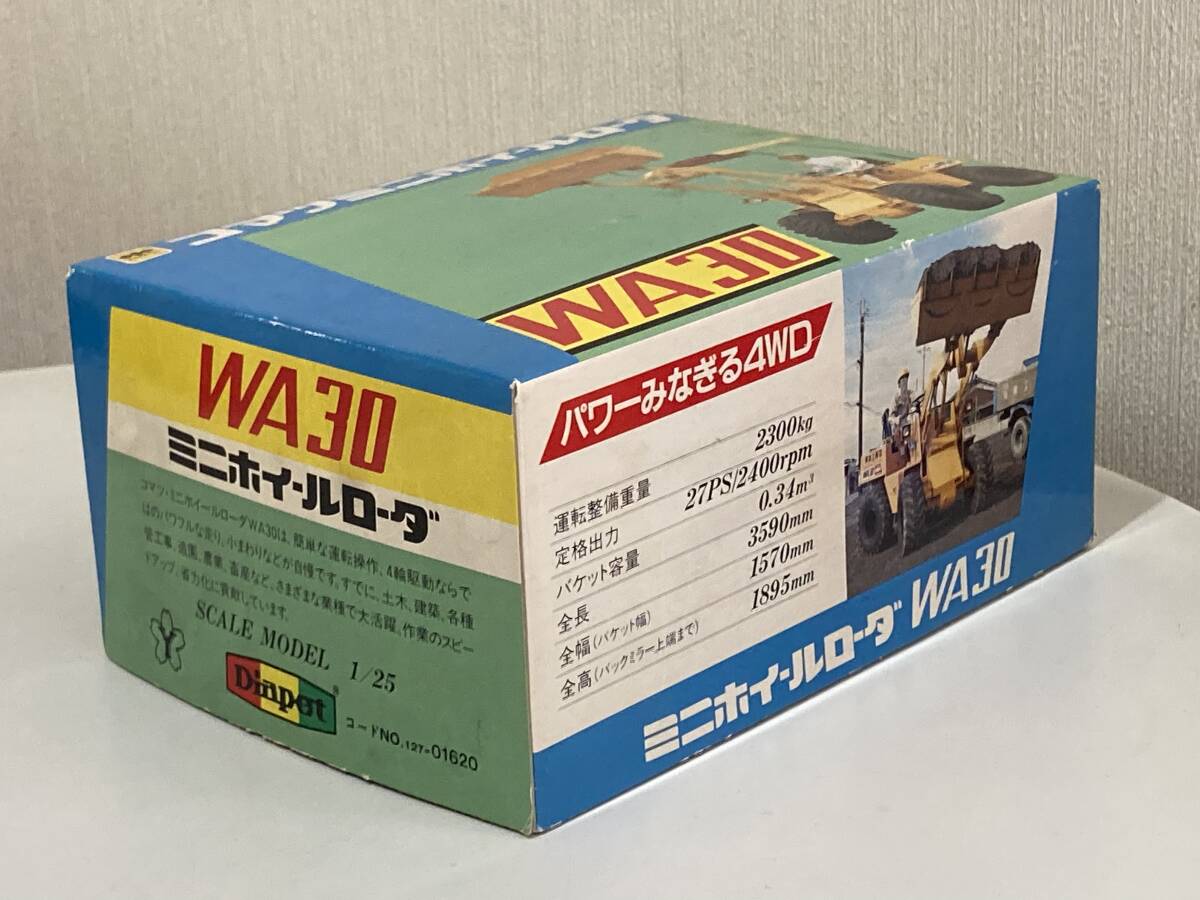 WA30
WA30
ミニホイールローダ
コマツ・ミニホイールローダWA30は、簡単な運転操作、4輪駆動ならで
はのパワフルな走り、小まわりなどが自慢です。すでに、土木、建築、各種
管工事、造園、農業、畜産など、さまざまな業種で大活躍。作業のスピー
ドアップ、省力化に貢献しています。
SCALE MODEL 1/25
Diapet®
コードNO. 127-01620
パワーみなぎる4WD
運転整備重量 2300kg
定格出力 27PS/2400rpm
バケット容量 0.34m³
全長 3590mm
全幅(バケット幅) 1570mm
全高(バックミラー上端まで) 1895mm
ミニホイールローダ WA30